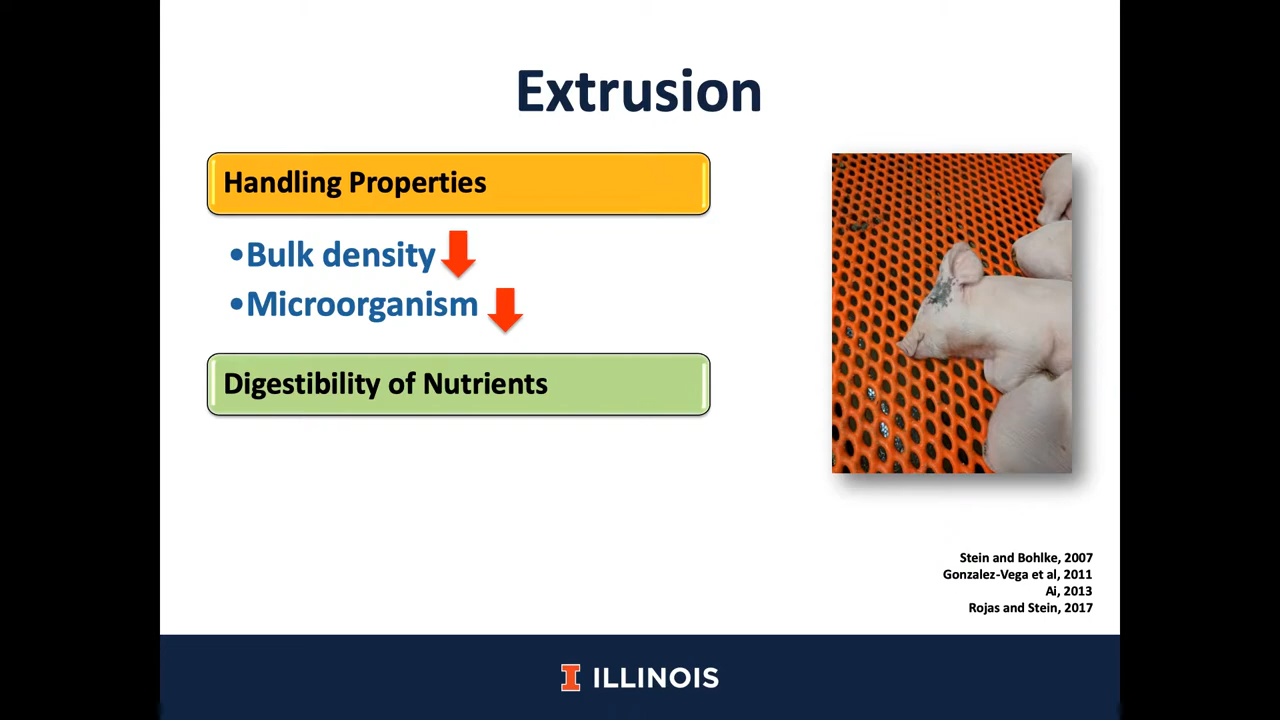 Extrusion
Handling Properties
•Bulk density
•Microorganism
Digestibility of Nutrients
Stein and Bohlke, 2007
Gonzalez-Vega et al, 2011
Ai, 2013
Rojas and Stein, 2017
I ILLINOIS